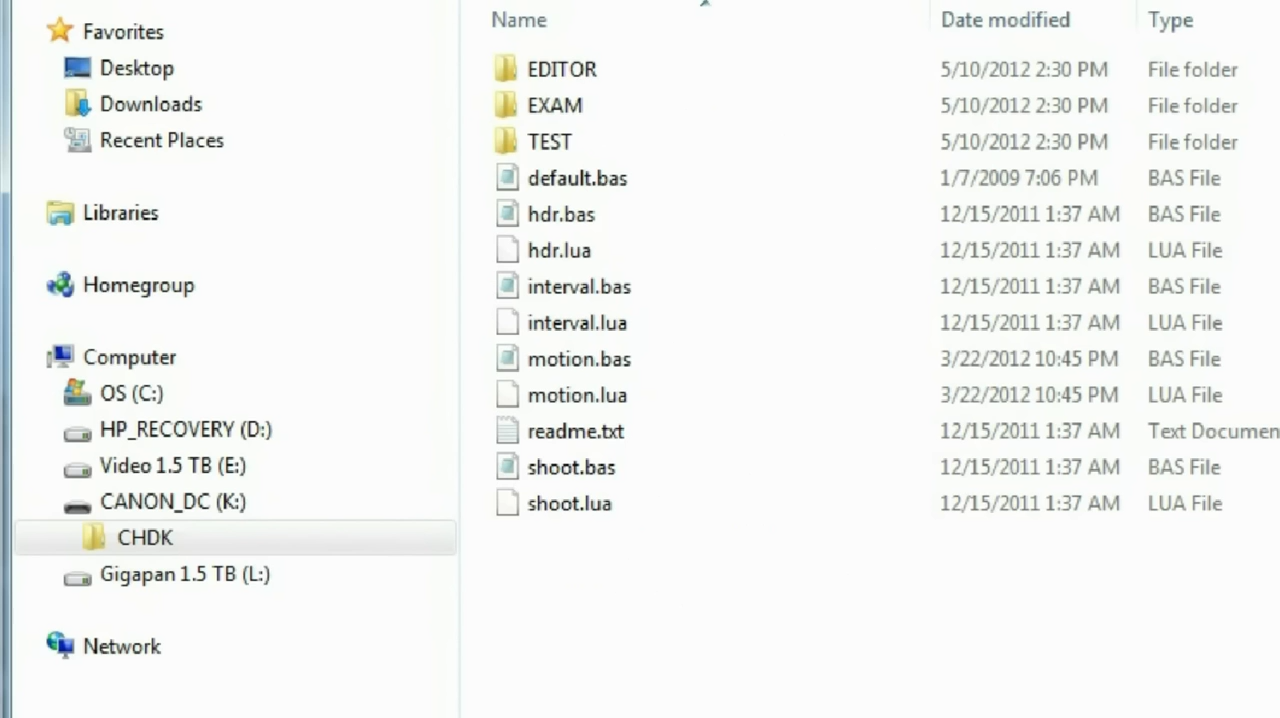 Favorites
Desktop
Downloads
Recent Places
Libraries
Homegroup
Computer
OS (C:)
HP_RECOVERY (D:)
Video 1.5 TB (E:)
CANON_DC (K:)
CHDK
Gigapan 1.5 TB (L:)
Network
Name Date modified Type
EDITOR 5/10/2012 2:30 PM File folder
EXAM 5/10/2012 2:30 PM File folder
TEST 5/10/2012 2:30 PM File folder
default.bas 1/7/2009 7:06 PM BAS File
hdr.bas 12/15/2011 1:37 AM BAS File
hdr.lua 12/15/2011 1:37 AM LUA File
interval.bas 12/15/2011 1:37 AM BAS File
interval.lua 12/15/2011 1:37 AM LUA File
motion.bas 3/22/2012 10:45 PM BAS File
motion.lua 3/22/2012 10:45 PM LUA File
readme.txt 12/15/2011 1:37 AM Text Documen
shoot.bas 12/15/2011 1:37 AM BAS File
shoot.lua 12/15/2011 1:37 AM LUA File